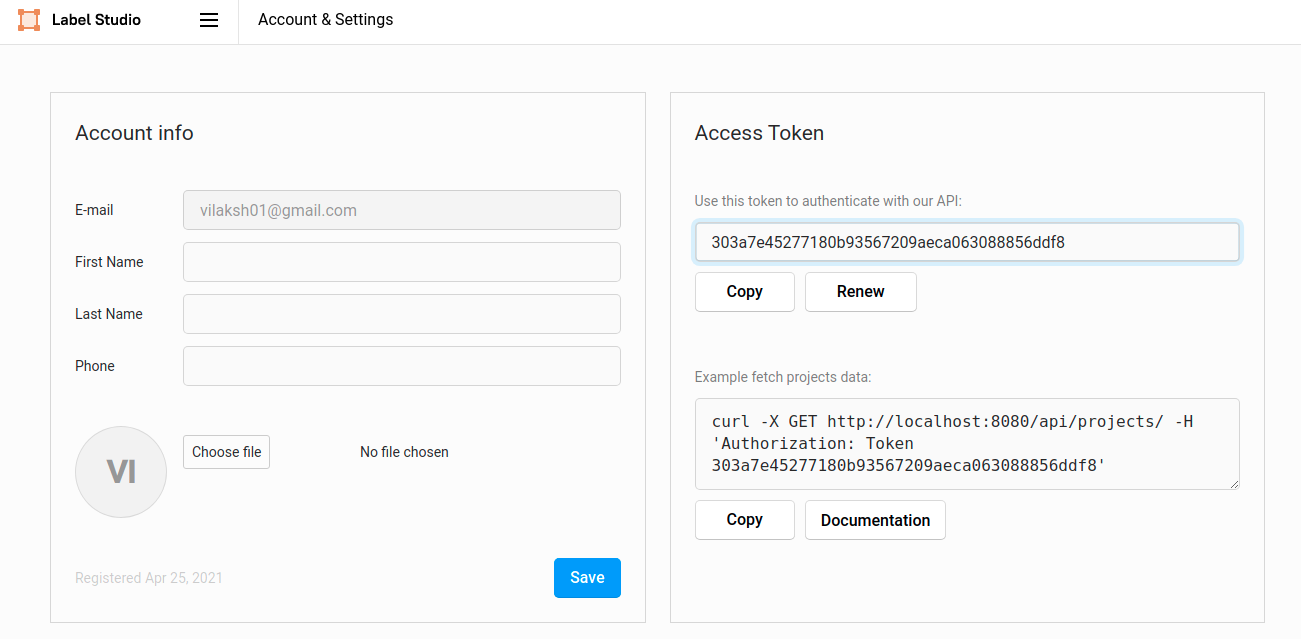 Label Studio
Account & Settings
Account info
E-mail
vilaksh01@gmail.com
First Name
Last Name
Phone
VI
Choose file
No file chosen
Registered Apr 25, 2021
Save
Access Token
Use this token to authenticate with our API:
303a7e45277180b93567209aeca063088856ddf8
Copy
Renew
Example fetch projects data:
curl -X GET http://localhost:8080/api/projects/ -H
'Authorization: Token
303a7e45277180b93567209aeca063088856ddf8'
Copy
Documentation